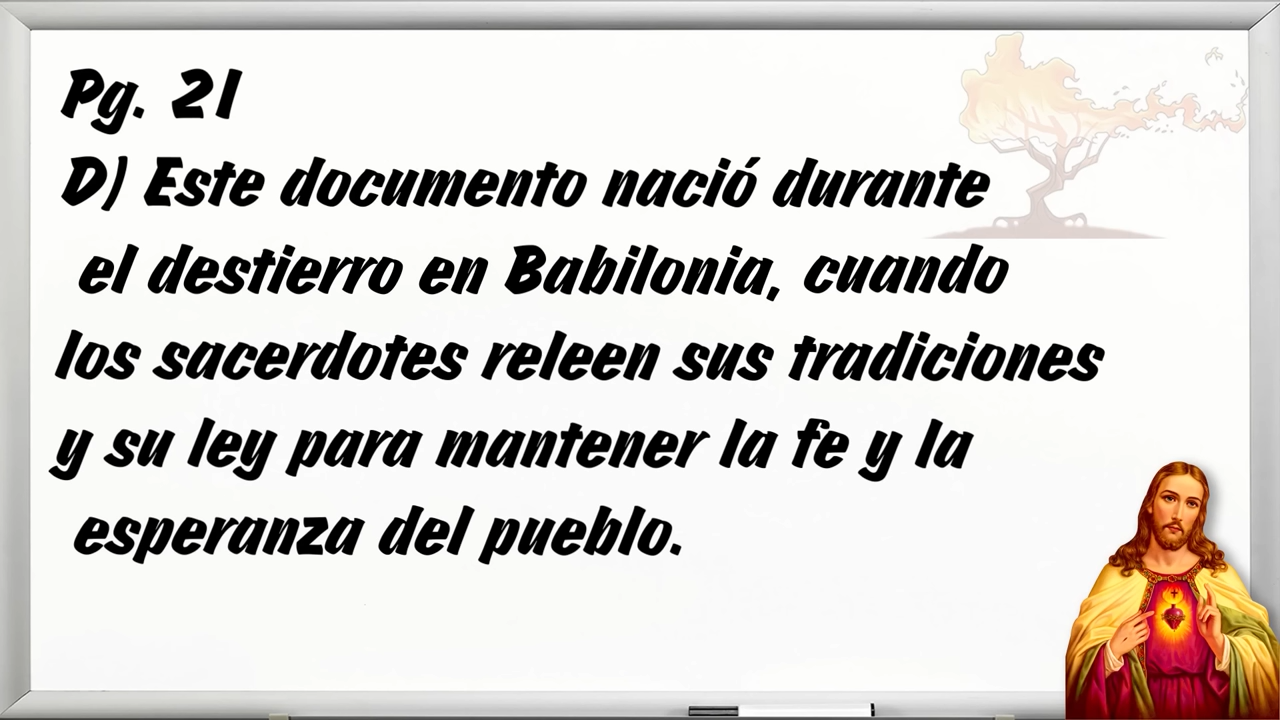 Pg. 21
D) Este documento nació durante
el destierro en Babilonia, cuando
los sacerdotes releen sus tradiciones
y su ley para mantener la fe y la
esperanza del pueblo.